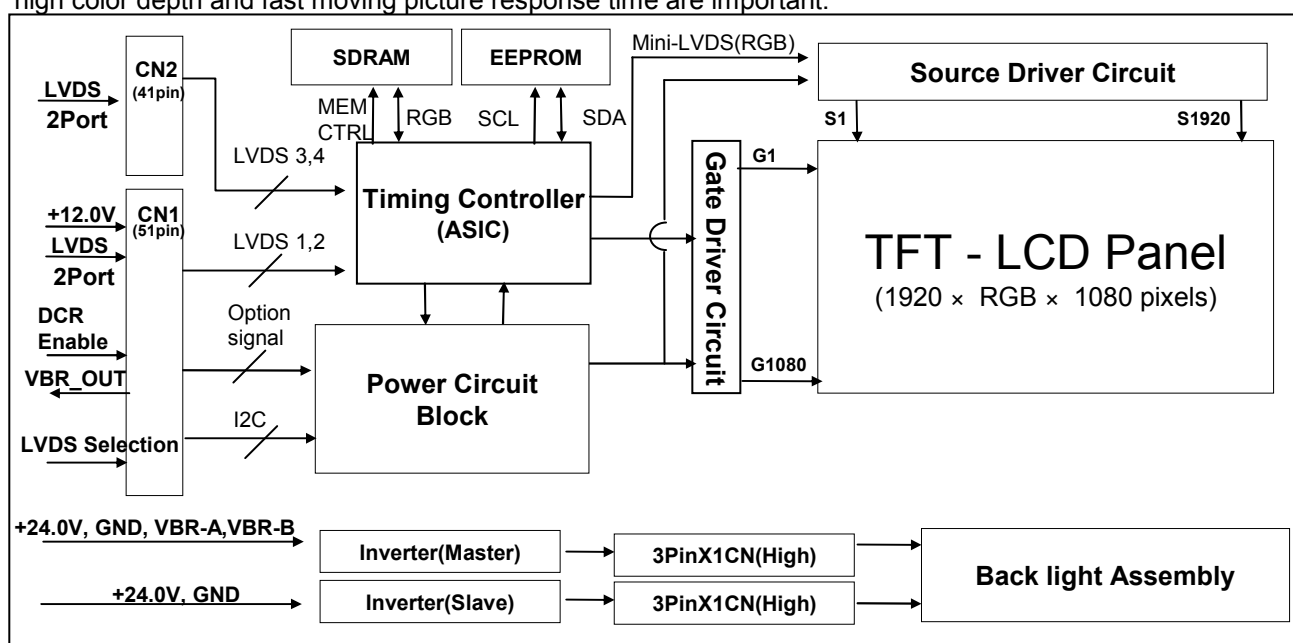 high color depth and fast moving picture response time are important.
CN2
(41pin)
LVDS
2Port
SDRAM
EEPROM
Mini-LVDS(RGB)
Source Driver Circuit
MEM
CTRL
RGB
SCL
SDA
S1
S1920
LVDS 3,4
Timing Controller
(ASIC)
Gate Driver Circuit
G1
G1080
TFT - LCD Panel
(1920 × RGB × 1080 pixels)
+12.0V
CN1
(51pin)
LVDS
2Port
LVDS 1,2
DCR
Enable
Option
signal
VBR_OUT
Power Circuit
Block
I2C
LVDS Selection
+24.0V, GND, VBR-A,VBR-B
Inverter(Master)
3PinX1CN(High)
Back light Assembly
+24.0V, GND
Inverter(Slave)
3PinX1CN(High)